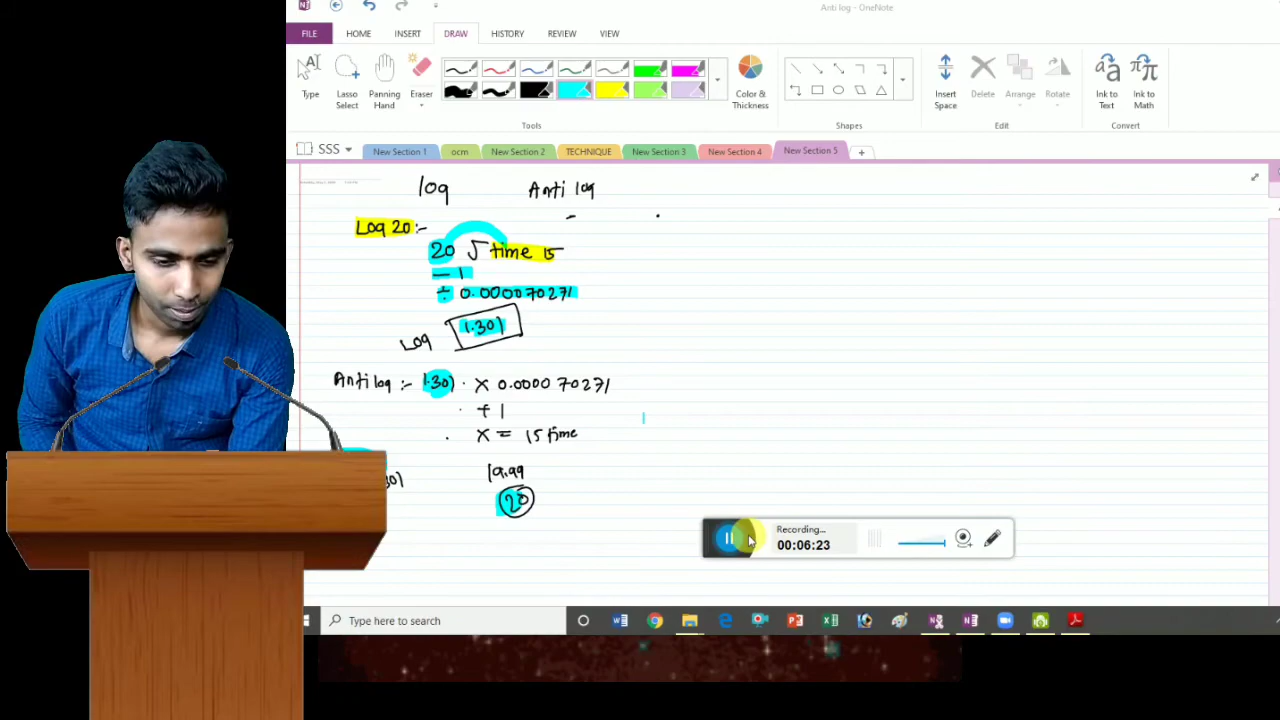 Anti log - OneNote
FILE HOME INSERT DRAW HISTORY REVIEW VIEW
Type
Lasso Select
Panning Hand
Eraser
Color & Thickness
Insert Space
Delete
Arrange
Rotate
Ink to Text
Ink to Math
Tools Shapes Edit Convert
SSS New Section 1 ocm New Section 2 TECHNIQUE New Section 3 New Section 4 New Section 5
log Anti log
Log 20 :-
20 √ time 15
— 1
÷ 0.000070271
Log 1.301
Anti log :- 1.301 × 0.000070271
+ 1
× = 15 time
19.99
20
Recording...
00:06:23
Type here to search